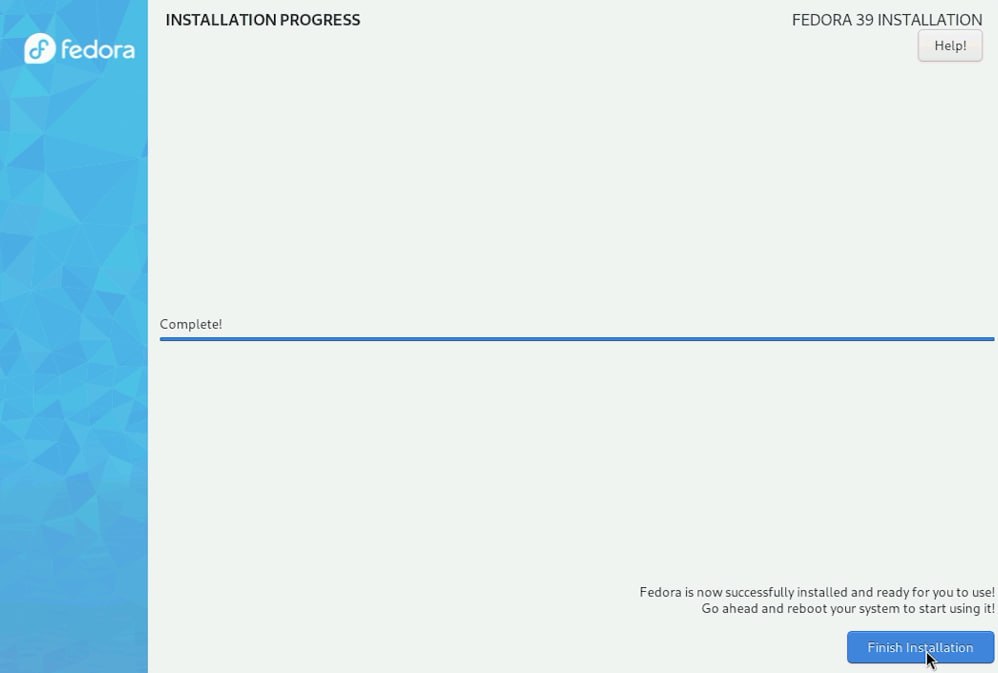 fedora
INSTALLATION PROGRESS
FEDORA 39 INSTALLATION
Help!
Complete!
Fedora is now successfully installed and ready for you to use!
Go ahead and reboot your system to start using it!
Finish Installation